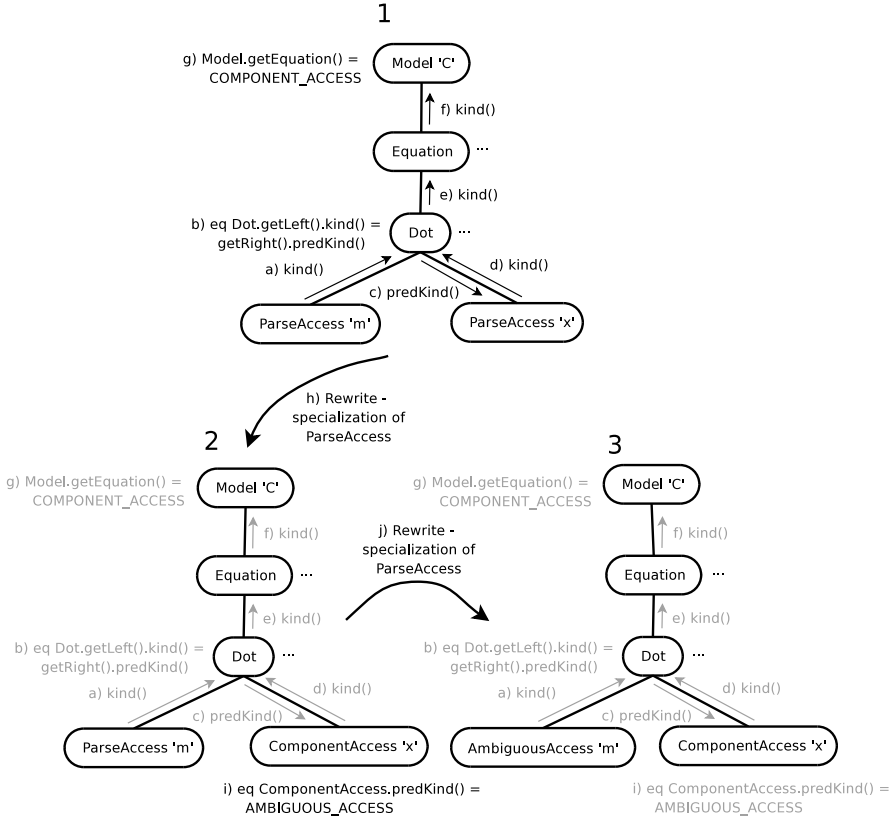 1
g) Model.getEquation() =
COMPONENT_ACCESS
Model 'C'
f) kind()
Equation
...
e) kind()
b) eq Dot.getLeft().kind() =
getRight().predKind()
Dot
...
a) kind()
d) kind()
c) predKind()
ParseAccess 'm'
ParseAccess 'x'
h) Rewrite -
specialization of
ParseAccess
2
g) Model.getEquation() =
COMPONENT_ACCESS
Model 'C'
f) kind()
Equation
...
e) kind()
b) eq Dot.getLeft().kind() =
getRight().predKind()
Dot
...
a) kind()
d) kind()
c) predKind()
ParseAccess 'm'
ComponentAccess 'x'
i) eq ComponentAccess.predKind() =
AMBIGUOUS_ACCESS
j) Rewrite -
specialization of
ParseAccess
3
g) Model.getEquation() =
COMPONENT_ACCESS
Model 'C'
f) kind()
Equation
...
e) kind()
b) eq Dot.getLeft().kind() =
getRight().predKind()
Dot
...
a) kind()
d) kind()
c) predKind()
AmbiguousAccess 'm'
ComponentAccess 'x'
i) eq ComponentAccess.predKind() =
AMBIGUOUS_ACCESS